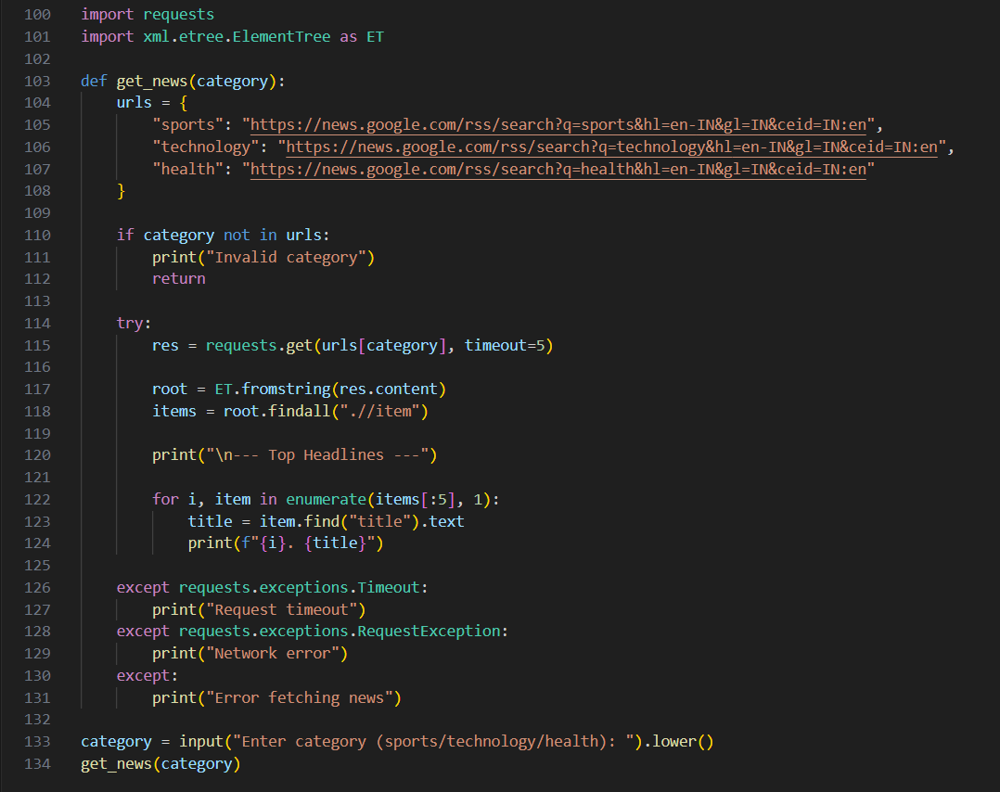 100 import requests
101 import xml.etree.ElementTree as ET
102
103 def get_news(category):
104     urls = {
105         "sports": "https://news.google.com/rss/search?q=sports&hl=en-IN&gl=IN&ceid=IN:en",
106         "technology": "https://news.google.com/rss/search?q=technology&hl=en-IN&gl=IN&ceid=IN:en",
107         "health": "https://news.google.com/rss/search?q=health&hl=en-IN&gl=IN&ceid=IN:en"
108     }
109
110     if category not in urls:
111         print("Invalid category")
112         return
113
114     try:
115         res = requests.get(urls[category], timeout=5)
116
117         root = ET.fromstring(res.content)
118         items = root.findall(".//item")
119
120         print("\n--- Top Headlines ---")
121
122         for i, item in enumerate(items[:5], 1):
123             title = item.find("title").text
124             print(f"{i}. {title}")
125
126     except requests.exceptions.Timeout:
127         print("Request timeout")
128     except requests.exceptions.RequestException:
129         print("Network error")
130     except:
131         print("Error fetching news")
132
133 category = input("Enter category (sports/technology/health): ").lower()
134 get_news(category)